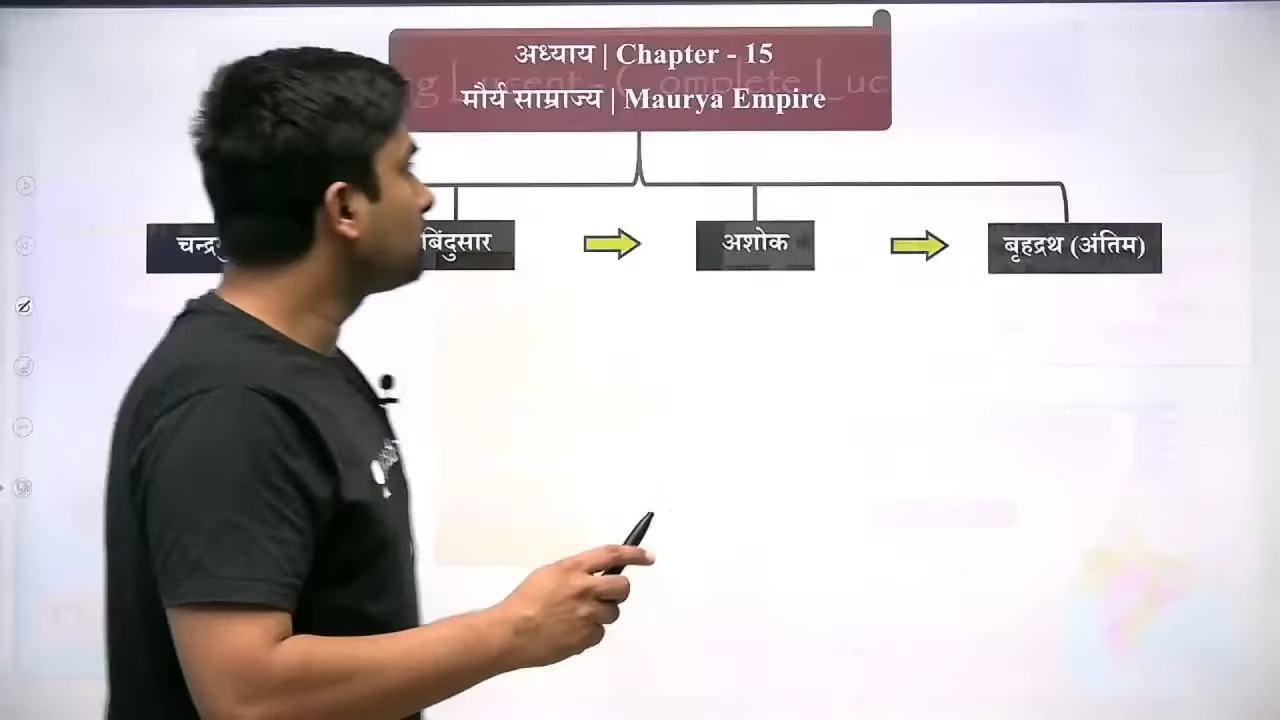 अध्याय | Chapter - 15
मौर्य साम्राज्य | Maurya Empire
बिंदुसार
अशोक
बृहद्रथ (अंतिम)